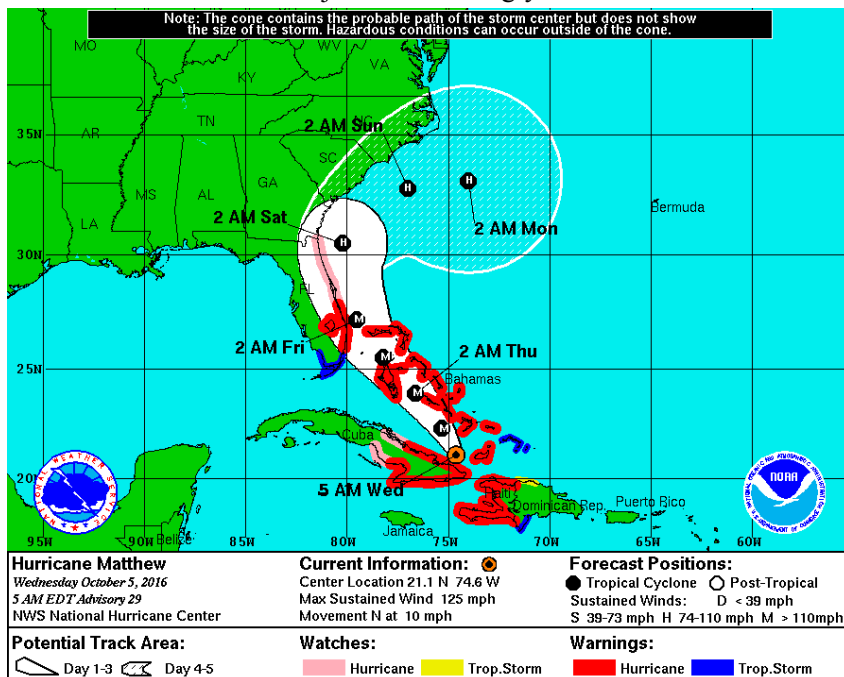 Note: The cone contains the probable path of the storm center but does not show
the size of the storm. Hazardous conditions can occur outside of the cone.
MO
WV
VA
KY
TN
NC
2 AM Sun
35N
AR
SC
MS
AL
GA
2 AM Sat
H
H
2 AM Mon
Bermuda
LA
H
30N
FL
M
2 AM Fri
M
2 AM Thu
25N
M
Bahamas
M
Cuba
5 AM Wed
20N
Haiti
Dominican Rep.
Puerto Rico
Jamaica
Belize
NATIONAL WEATHER SERVICE
NOAA
95W
90W
85W
80W
75W
70W
65W
Hurricane Matthew
Wednesday October 5, 2016
5 AM EDT Advisory 29
NWS National Hurricane Center
Current Information:
Center Location 21.1 N 74.6 W
Max Sustained Wind 125 mph
Movement N at 10 mph
Forecast Positions:
Tropical Cyclone Post-Tropical
Sustained Winds: D < 39 mph
S 39-73 mph H 74-110 mph M > 110mph
Potential Track Area:
Day 1-3 Day 4-5
Watches:
Hurricane Trop.Storm
Warnings:
Hurricane Trop.Storm